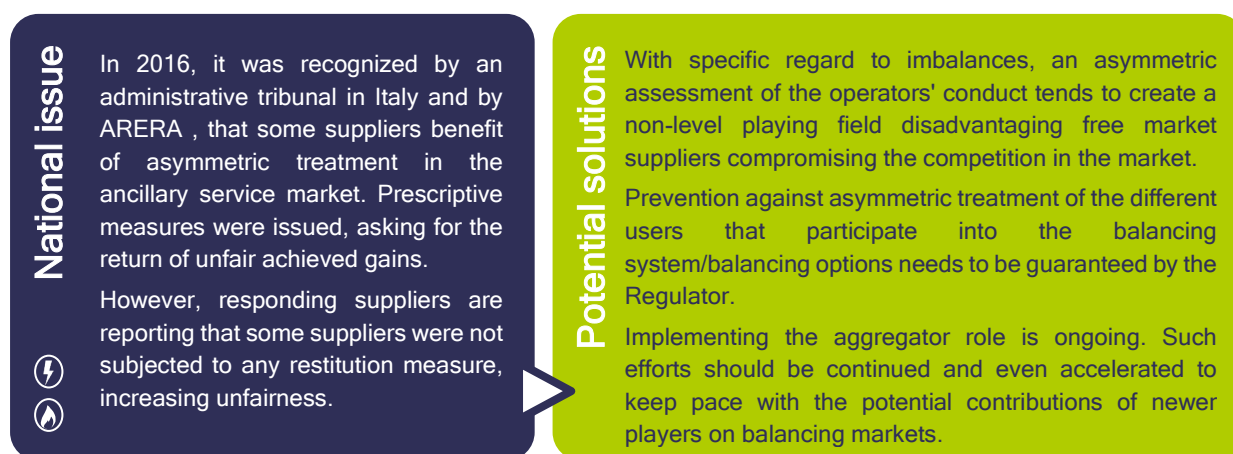 National issue
In 2016, it was recognized by an
administrative tribunal in Italy and by
ARERA , that some suppliers benefit
of asymmetric treatment in the
ancillary service market. Prescriptive
measures were issued, asking for the
return of unfair achieved gains.
However, responding suppliers are
reporting that some suppliers were not
subjected to any restitution measure,
increasing unfairness.
Potential solutions
With specific regard to imbalances, an asymmetric
assessment of the operators' conduct tends to create a
non-level playing field disadvantaging free market
suppliers compromising the competition in the market.
Prevention against asymmetric treatment of the different
users that participate into the balancing
system/balancing options needs to be guaranteed by the
Regulator.
Implementing the aggregator role is ongoing. Such
efforts should be continued and even accelerated to
keep pace with the potential contributions of newer
players on balancing markets.